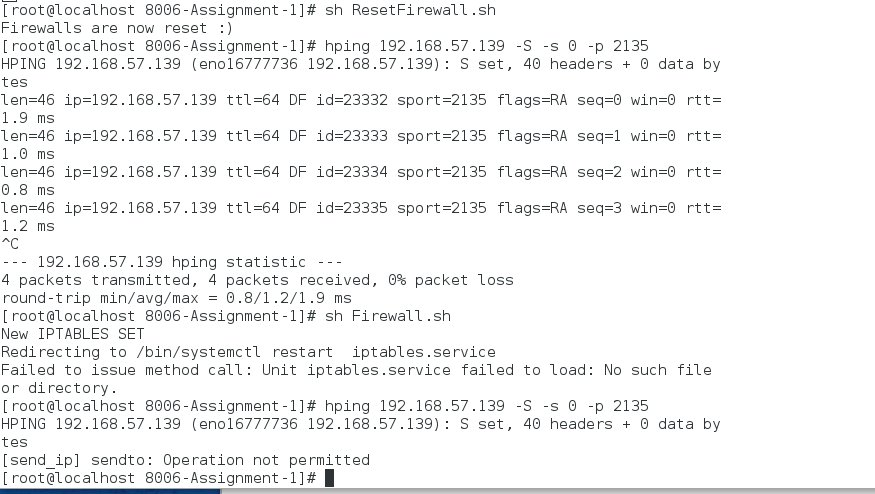 [root@localhost 8006-Assignment-1]# sh ResetFirewall.sh
Firewalls are now reset :)
[root@localhost 8006-Assignment-1]# hping 192.168.57.139 -S -s 0 -p 2135
HPING 192.168.57.139 (eno16777736 192.168.57.139): S set, 40 headers + 0 data by
tes
len=46 ip=192.168.57.139 ttl=64 DF id=23332 sport=2135 flags=RA seq=0 win=0 rtt=
1.9 ms
len=46 ip=192.168.57.139 ttl=64 DF id=23333 sport=2135 flags=RA seq=1 win=0 rtt=
1.0 ms
len=46 ip=192.168.57.139 ttl=64 DF id=23334 sport=2135 flags=RA seq=2 win=0 rtt=
0.8 ms
len=46 ip=192.168.57.139 ttl=64 DF id=23335 sport=2135 flags=RA seq=3 win=0 rtt=
1.2 ms
^C
--- 192.168.57.139 hping statistic ---
4 packets transmitted, 4 packets received, 0% packet loss
round-trip min/avg/max = 0.8/1.2/1.9 ms
[root@localhost 8006-Assignment-1]# sh Firewall.sh
New IPTABLES SET
Redirecting to /bin/systemctl restart  iptables.service
Failed to issue method call: Unit iptables.service failed to load: No such file
or directory.
[root@localhost 8006-Assignment-1]# hping 192.168.57.139 -S -s 0 -p 2135
HPING 192.168.57.139 (eno16777736 192.168.57.139): S set, 40 headers + 0 data by
tes
[send_ip] sendto: Operation not permitted
[root@localhost 8006-Assignment-1]#